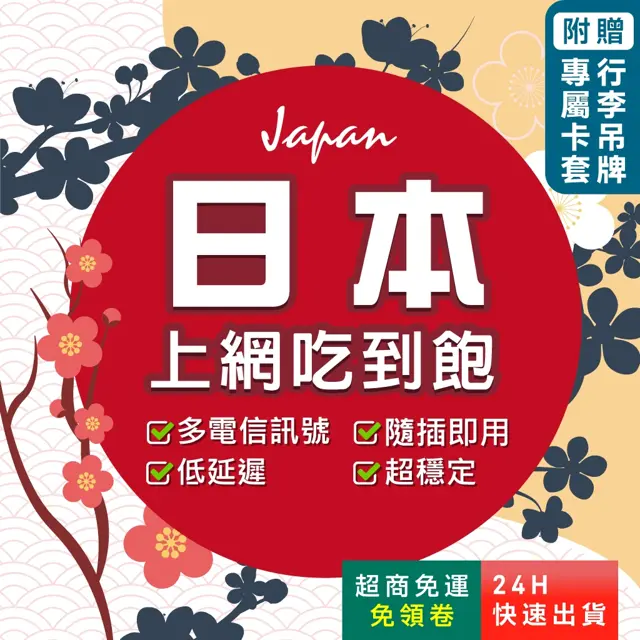 附贈
行李吊牌
專屬卡套
Japan
日本
上網吃到飽
多電信訊號
隨插即用
低延遲
超穩定
超商免運
免領卷
24H
快速出貨